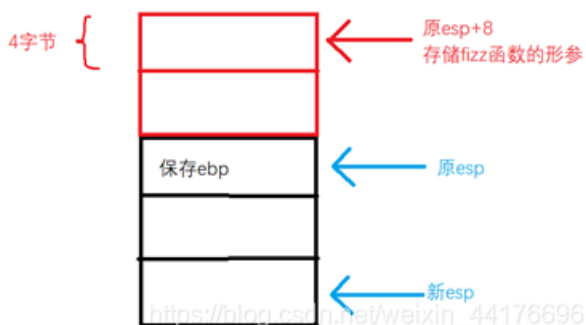 4字节
原esp+8
存储fizz函数的形参
保存ebp
原esp
新esp
https://blog.csdn.net/weixin_44176696